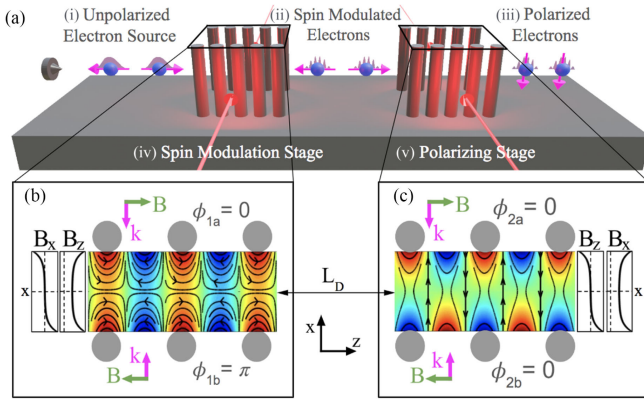 (a)
(i) Unpolarized
Electron Source
(ii) Spin Modulated
Electrons
(iii) Polarized
Electrons
(iv) Spin Modulation Stage
(v) Polarizing Stage
(b)
B
k
ϕ1a = 0
Bx
Bz
x
B
k
ϕ1b = π
LD
x
z
(c)
B
k
ϕ2a = 0
Bz
Bx
x
B
k
ϕ2b = 0